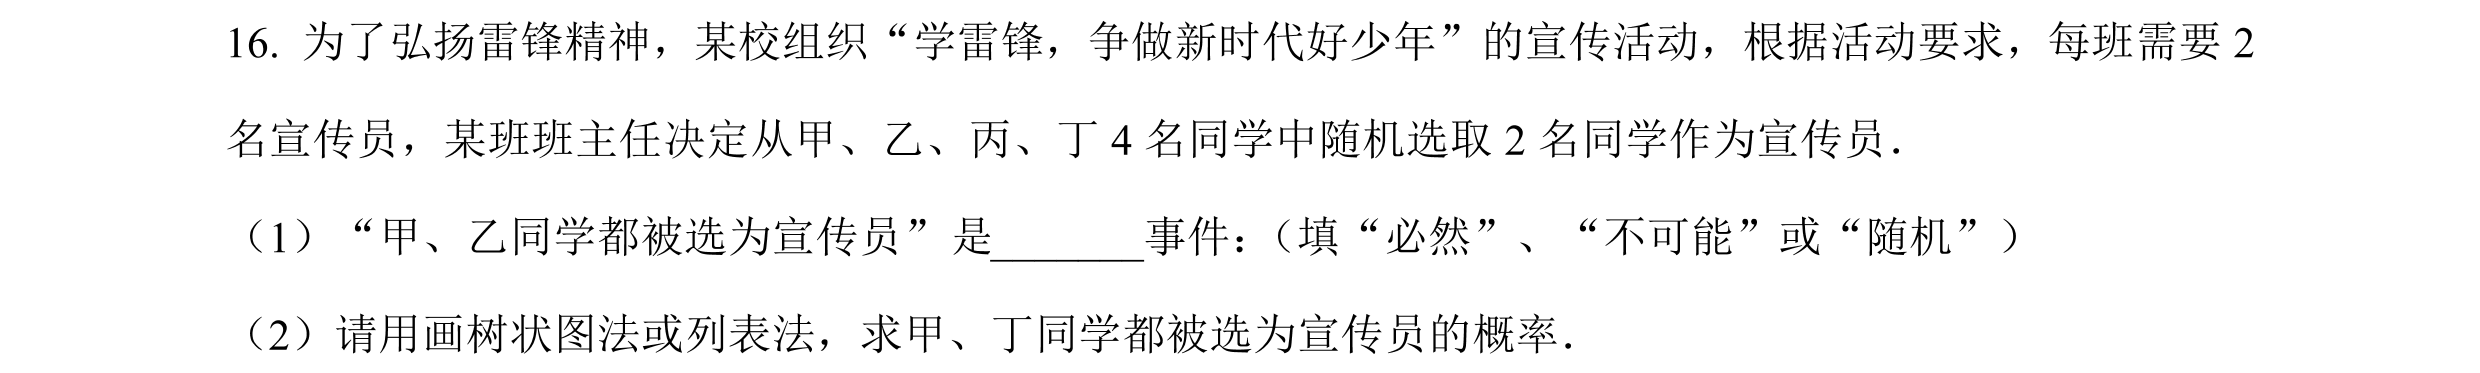 16. 为了弘扬雷锋精神，某校组织“学雷锋，争做新时代好少年”的宣传活动，根据活动要求，每班需要 2
名宣传员，某班班主任决定从甲、乙、丙、丁 4 名同学中随机选取 2 名同学作为宣传员．
（1）“甲、乙同学都被选为宣传员”是_______事件：（填“必然”、“不可能”或“随机”）
（2）请用画树状图法或列表法，求甲、丁同学都被选为宣传员的概率．